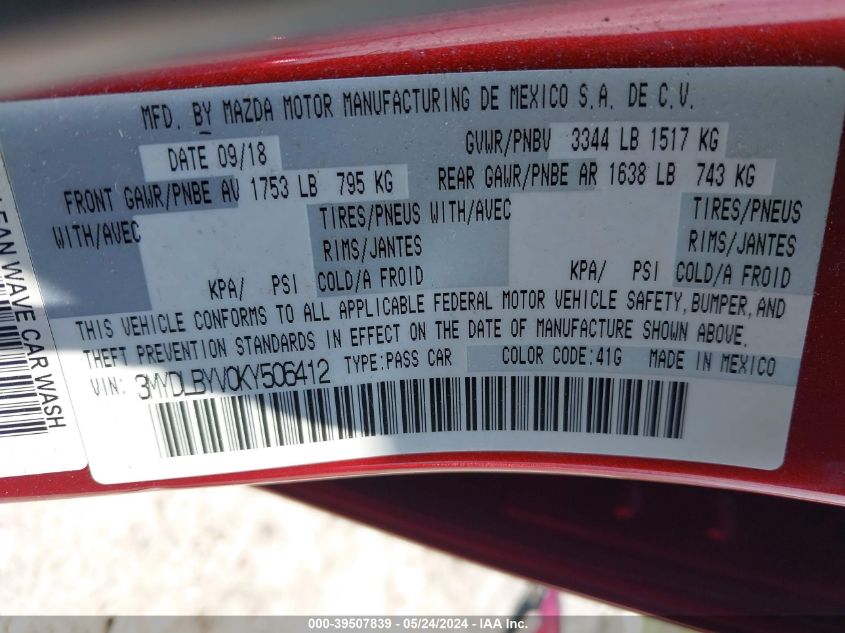 MFD. BY MAZDA MOTOR MANUFACTURING DE MEXICO S.A. DE C.V.
DATE 09/18 GVWR/PNBV 3344 LB 1517 KG
FRONT GAWR/PNBE AV 1753 LB 795 KG REAR GAWR/PNBE AR 1638 LB 743 KG
WITH/AVEC TIRES/PNEUS WITH/AVEC TIRES/PNEUS
RIMS/JANTES RIMS/JANTES
KPA/ PSI COLD/A FROID KPA/ PSI COLD/A FROID
THIS VEHICLE CONFORMS TO ALL APPLICABLE FEDERAL MOTOR VEHICLE SAFETY, BUMPER, AND
THEFT PREVENTION STANDARDS IN EFFECT ON THE DATE OF MANUFACTURE SHOWN ABOVE.
VIN: 3MYDLBYV0KY506412 TYPE:PASS CAR COLOR CODE:41G MADE IN MEXICO
LEAN WAVE CAR WASH
000-39507839 - 05/24/2024 - IAA Inc.